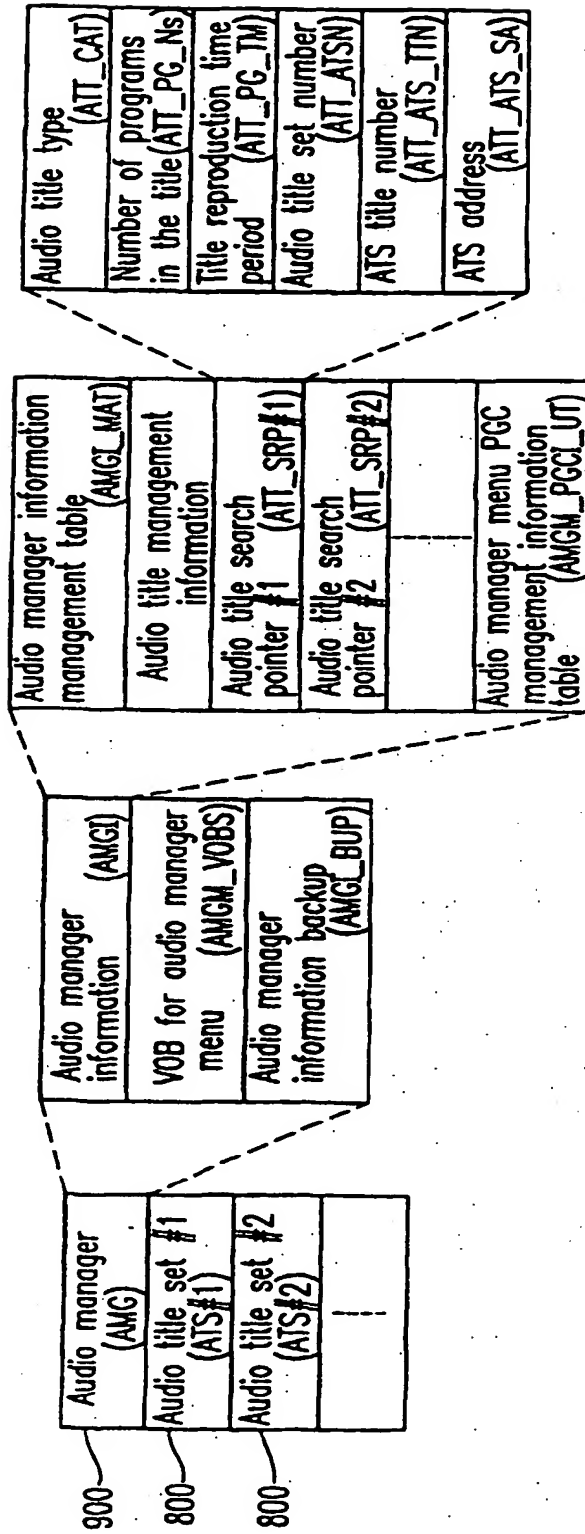 900
Audio manager
(AMG)
800
Audio title set #1
(ATS#1)
800
Audio title set #2
(ATS#2)
Audio manager
information (AMGI)
VOB for audio manager
menu (AMGM_VOBS)
Audio manager
information backup
(AMGI_BUP)
Audio manager information
management table
(AMGI_MAT)
Audio title management
information
Audio title search
pointer #1 (ATT_SRP#1)
Audio title search
pointer #2 (ATT_SRP#2)
Audio manager menu PGC
management information
table (AMGM_PGCI_UT)
Audio title type
(ATT_CAT)
Number of programs
in the title(ATT_PG_Ns)
Title reproduction time
period (ATT_PG_TM)
Audio title set number
(ATT_ATSN)
ATS title number
(ATT_ATS_TTN)
ATS address
(ATT_ATS_SA)